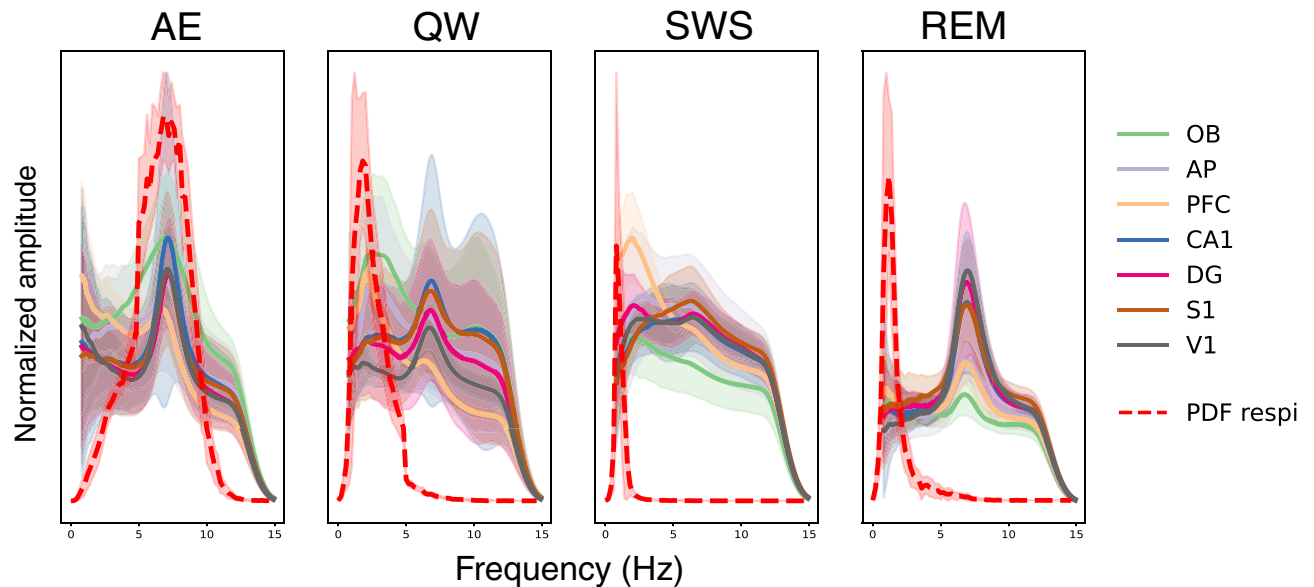 AE QW SWS REM
Normalized amplitude
OB
AP
PFC
CA1
DG
S1
V1
PDF respi
0 5 10 15 0 5 10 15 0 5 10 15 0 5 10 15
Frequency (Hz)